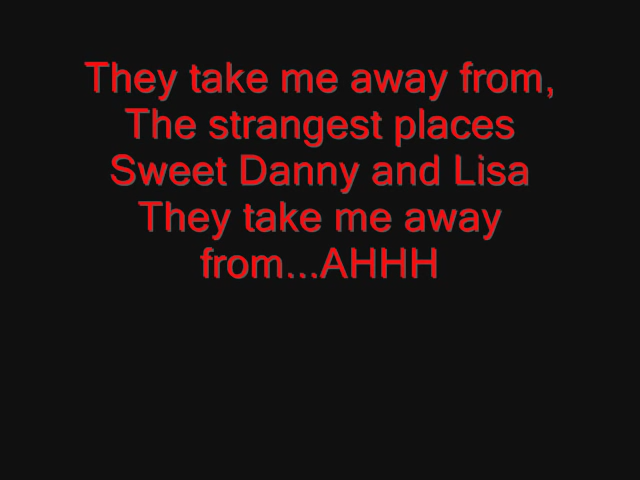 They take me away from,
The strangest places
Sweet Danny and Lisa
They take me away
from...AHHH